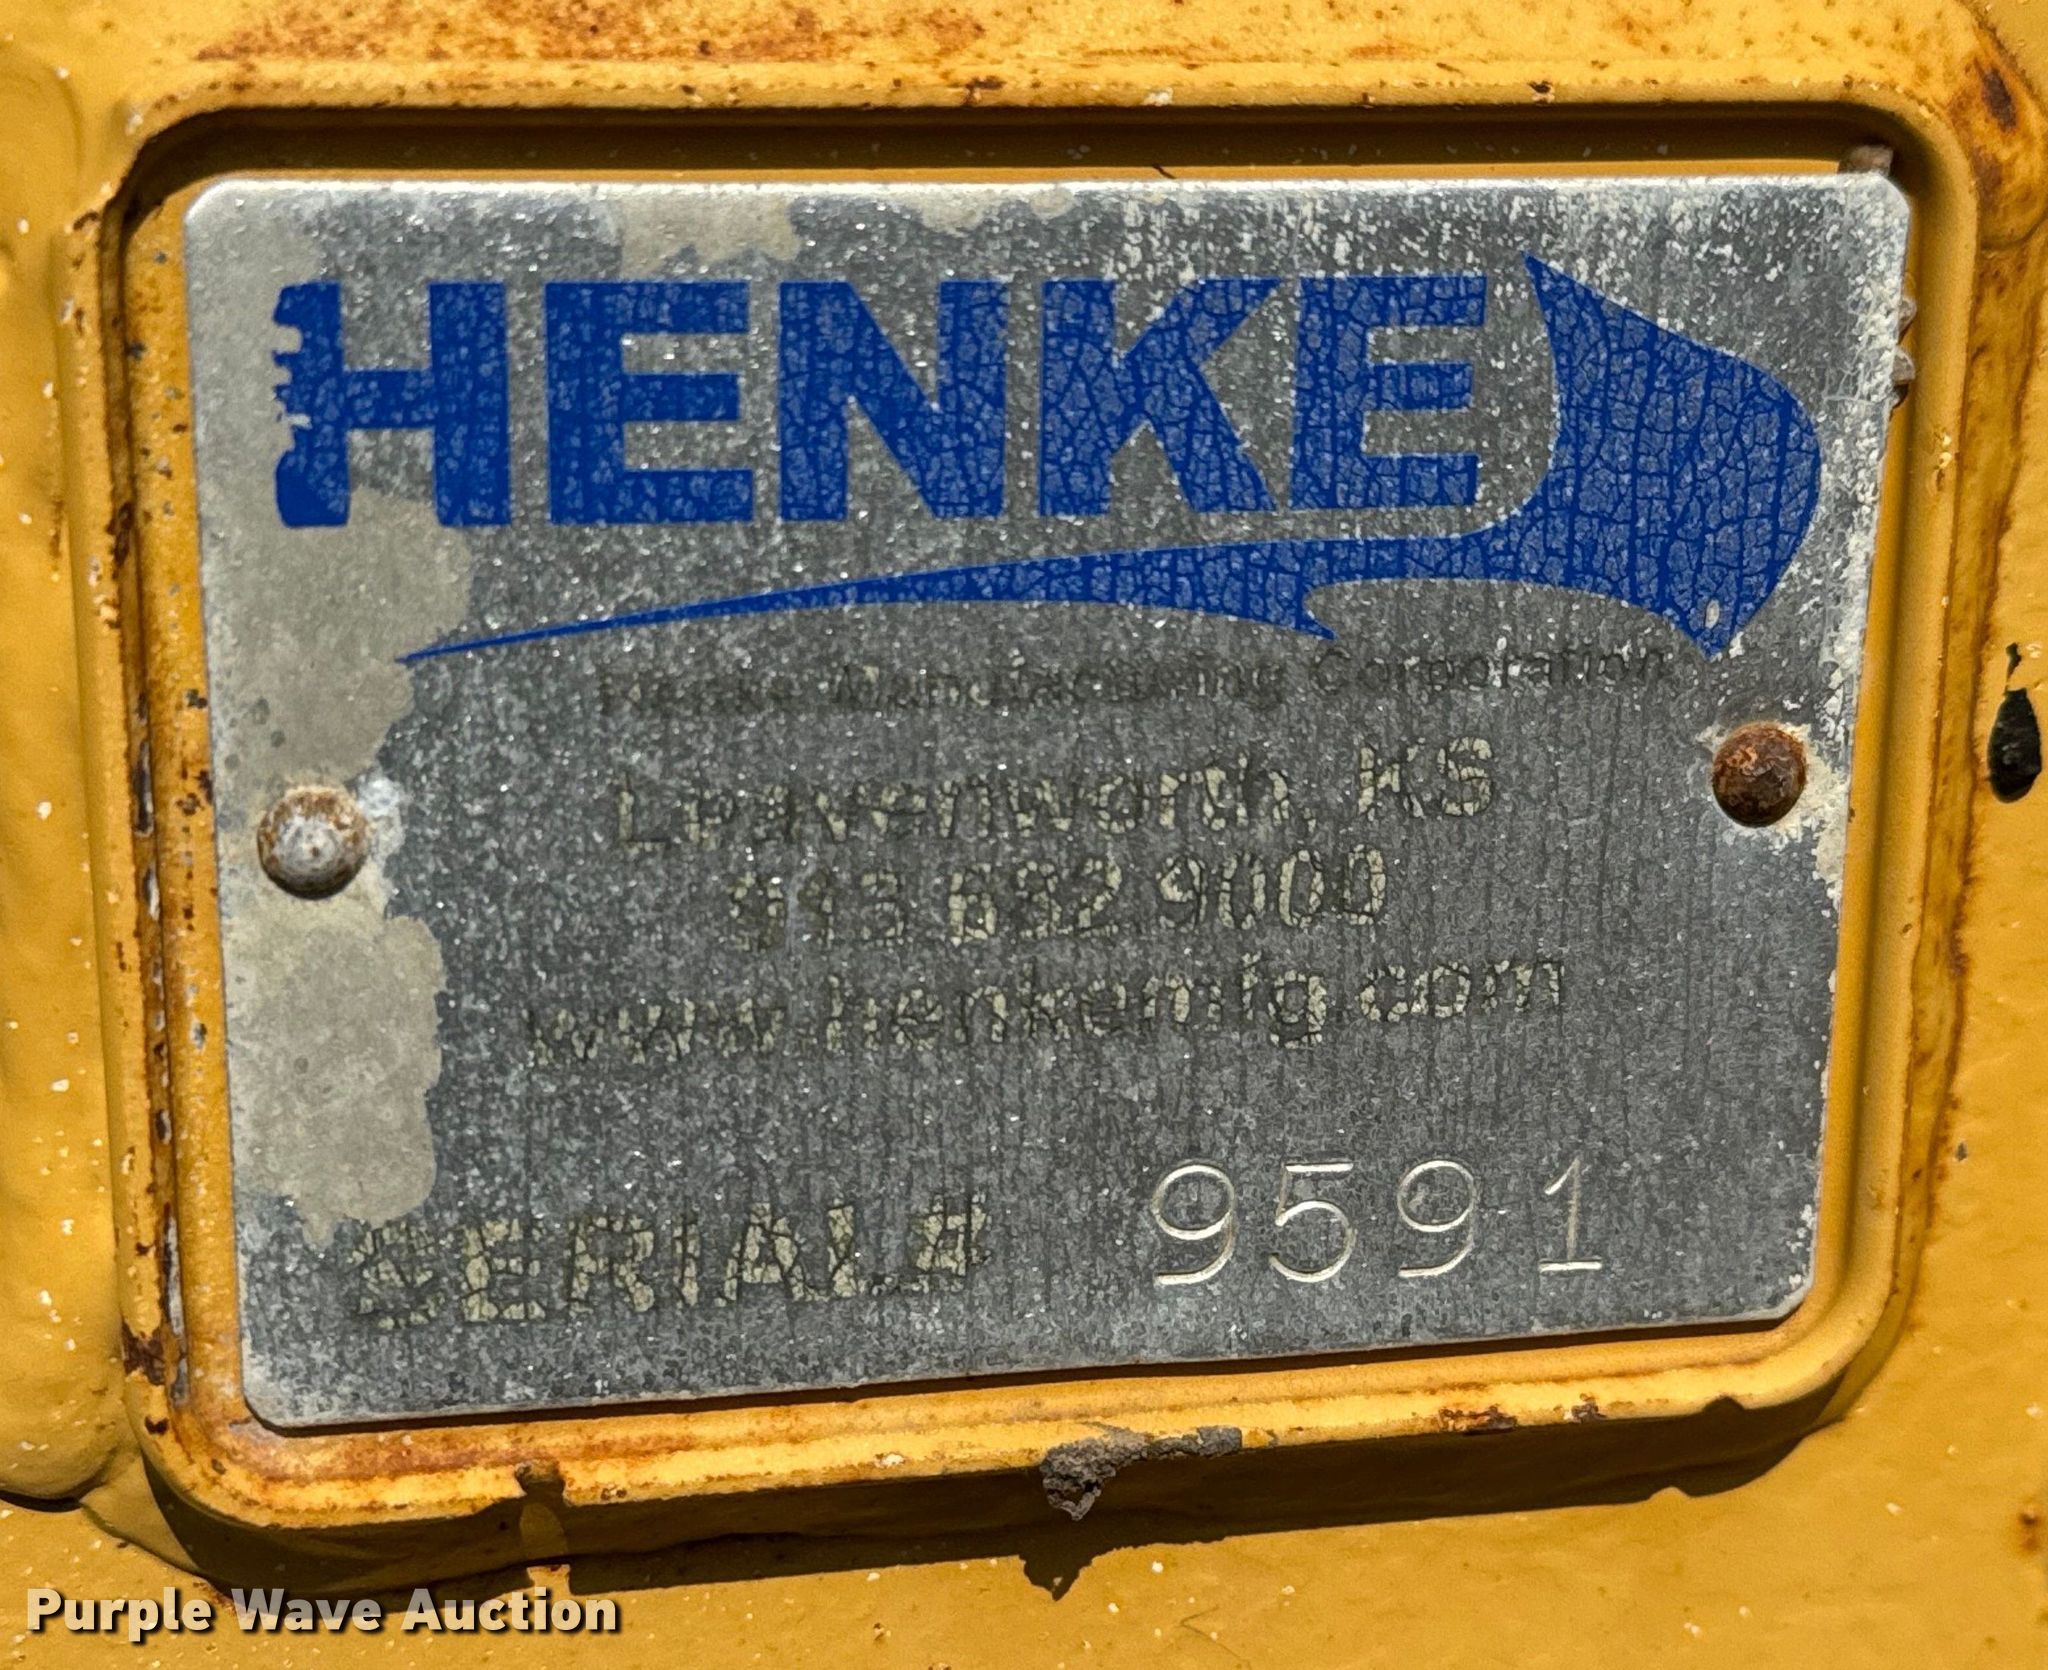 HENKE
Henke Manufacturing Corporation
Leavenworth, KS
913.682.9000
www.henkemfg.com
SERIAL# 9591
Purple Wave Auction